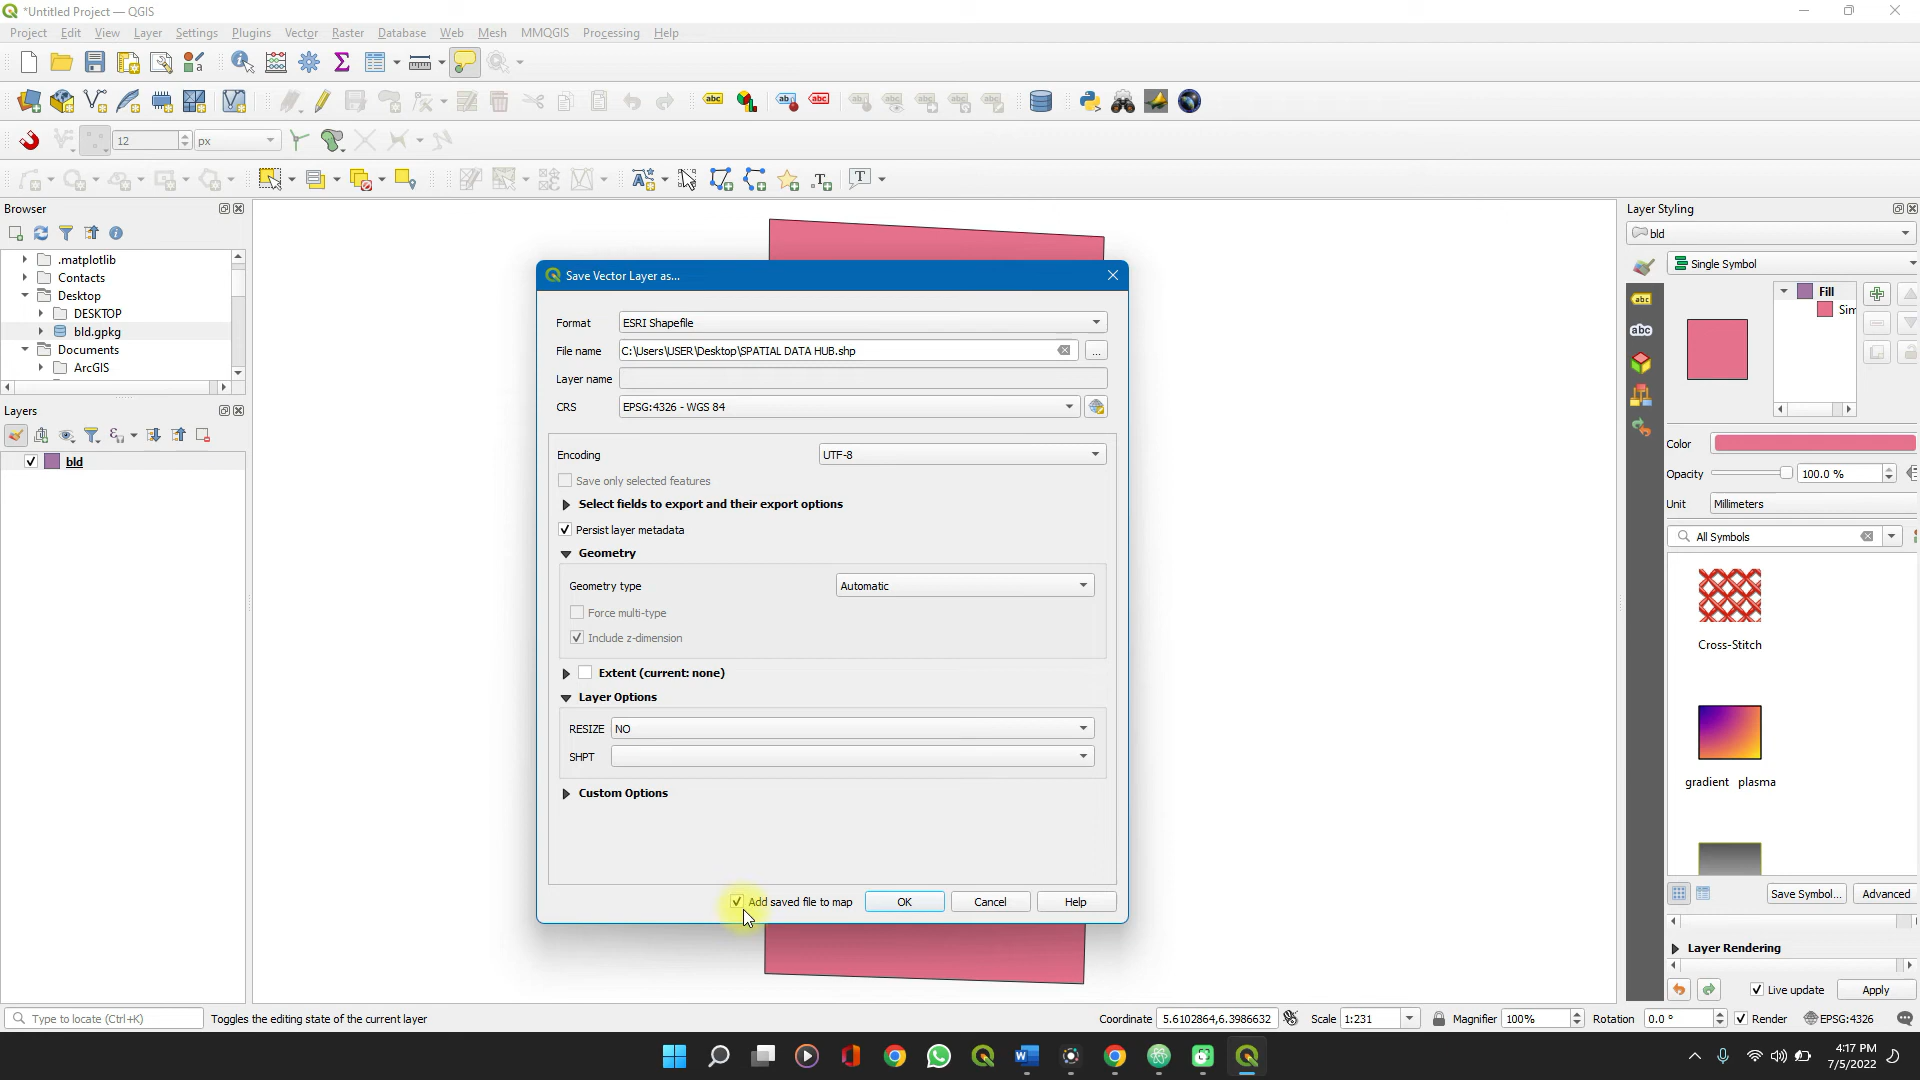 *Untitled Project — QGIS
Project Edit View Layer Settings Plugins Vector Raster Database Web Mesh MMQGIS Processing Help
abc abc abc
12 px
Browser
.matplotlib
Contacts
Desktop
DESKTOP
bld.gpkg
Documents
ArcGIS
Layers
bld
Save Vector Layer as...
Format ESRI Shapefile
File name C:\Users\USER\Desktop\SPATIAL DATA HUB.shp
...
Layer name
CRS EPSG:4326 - WGS 84
Encoding UTF-8
Save only selected features
Select fields to export and their export options
Persist layer metadata
Geometry
Geometry type Automatic
Force multi-type
Include z-dimension
Extent (current: none)
Layer Options
RESIZE NO
SHPT
Custom Options
Add saved file to map OK Cancel Help
Layer Styling
bld
Single Symbol
abc
abc
Fill
Sim
Color
Opacity 100.0 %
Unit Millimeters
All Symbols
Cross-Stitch
gradient plasma
Save Symbol... Advanced
Layer Rendering
Live update Apply
Type to locate (Ctrl+K) Toggles the editing state of the current layer Coordinate 5.6102864,6.3986632 Scale 1:231 Magnifier 100% Rotation 0.0 ° Render EPSG:4326
4:17 PM
7/5/2022